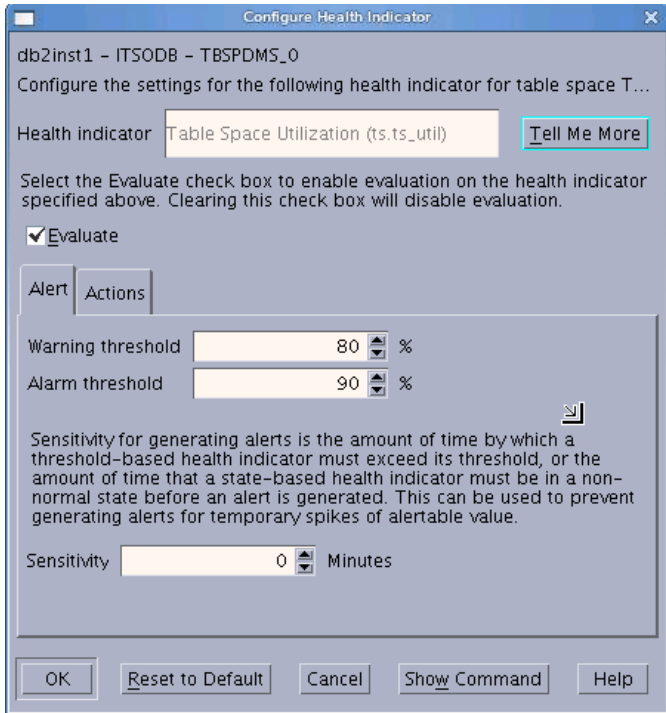 Configure Health Indicator
db2inst1 – ITSODB – TBSPDMS_0
Configure the settings for the following health indicator for table space T...
Health indicator Table Space Utilization (ts.ts_util) Tell Me More
Select the Evaluate check box to enable evaluation on the health indicator
specified above. Clearing this check box will disable evaluation.
Evaluate
Alert Actions
Warning threshold 80 %
Alarm threshold 90 %
Sensitivity for generating alerts is the amount of time by which a
threshold-based health indicator must exceed its threshold, or the
amount of time that a state-based health indicator must be in a non-
normal state before an alert is generated. This can be used to prevent
generating alerts for temporary spikes of alertable value.
Sensitivity 0 Minutes
OK Reset to Default Cancel Show Command Help